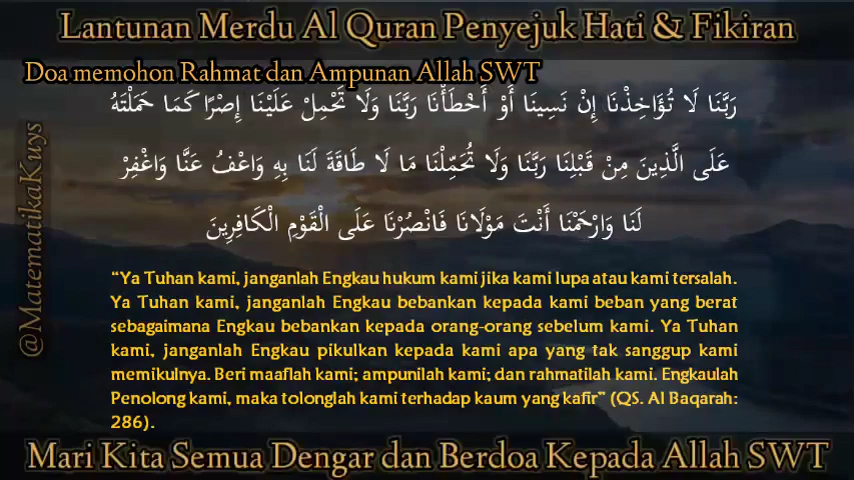 Lantunan Merdu Al Quran Penyejuk Hati & Fikiran
Doa memohon Rahmat dan Ampunan Allah SWT
رَبَّنَا لَا تُؤَاخِذْنَا إِنْ نَسِينَا أَوْ أَخْطَأْنَا رَبَّنَا وَلَا تَحْمِلْ عَلَيْنَا إِصْرًا كَمَا حَمَلْتَهُ
عَلَى الَّذِينَ مِنْ قَبْلِنَا رَبَّنَا وَلَا تُحَمِّلْنَا مَا لَا طَاقَةَ لَنَا بِهِ وَاعْفُ عَنَّا وَاغْفِرْ
لَنَا وَارْحَمْنَا أَنْتَ مَوْلَانَا فَانْصُرْنَا عَلَى الْقَوْمِ الْكَافِرِينَ
“Ya Tuhan kami, janganlah Engkau hukum kami jika kami lupa atau kami tersalah.
Ya Tuhan kami, janganlah Engkau bebankan kepada kami beban yang berat
sebagaimana Engkau bebankan kepada orang-orang sebelum kami. Ya Tuhan
kami, janganlah Engkau pikulkan kepada kami apa yang tak sanggup kami
memikulnya. Beri maaflah kami; ampunilah kami; dan rahmatilah kami. Engkaulah
Penolong kami, maka tolonglah kami terhadap kaum yang kafir” (QS. Al Baqarah:
286).
@MatematikaKuys
Mari Kita Semua Dengar dan Berdoa Kepada Allah SWT